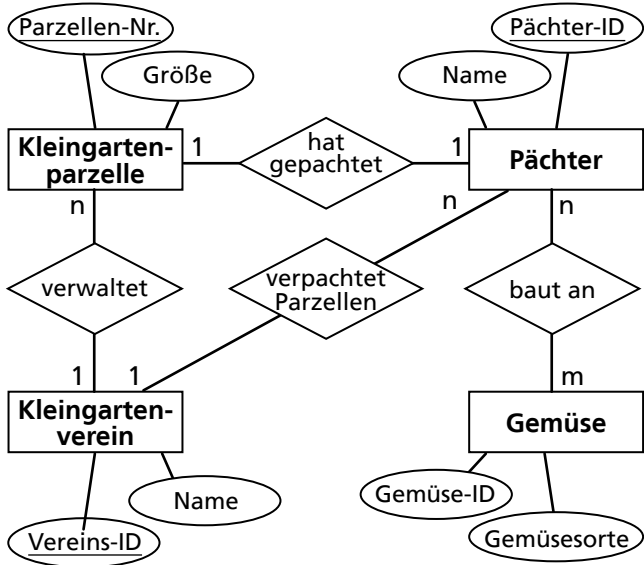 Parzellen-Nr.
Pächter-ID
Größe
Name
Kleingarten-
parzelle
1
hat
gepachtet
1
Pächter
n
n
n
verwaltet
verpachtet
Parzellen
baut an
1
1
m
Kleingarten-
verein
Gemüse
Name
Gemüse-ID
Vereins-ID
Gemüsesorte